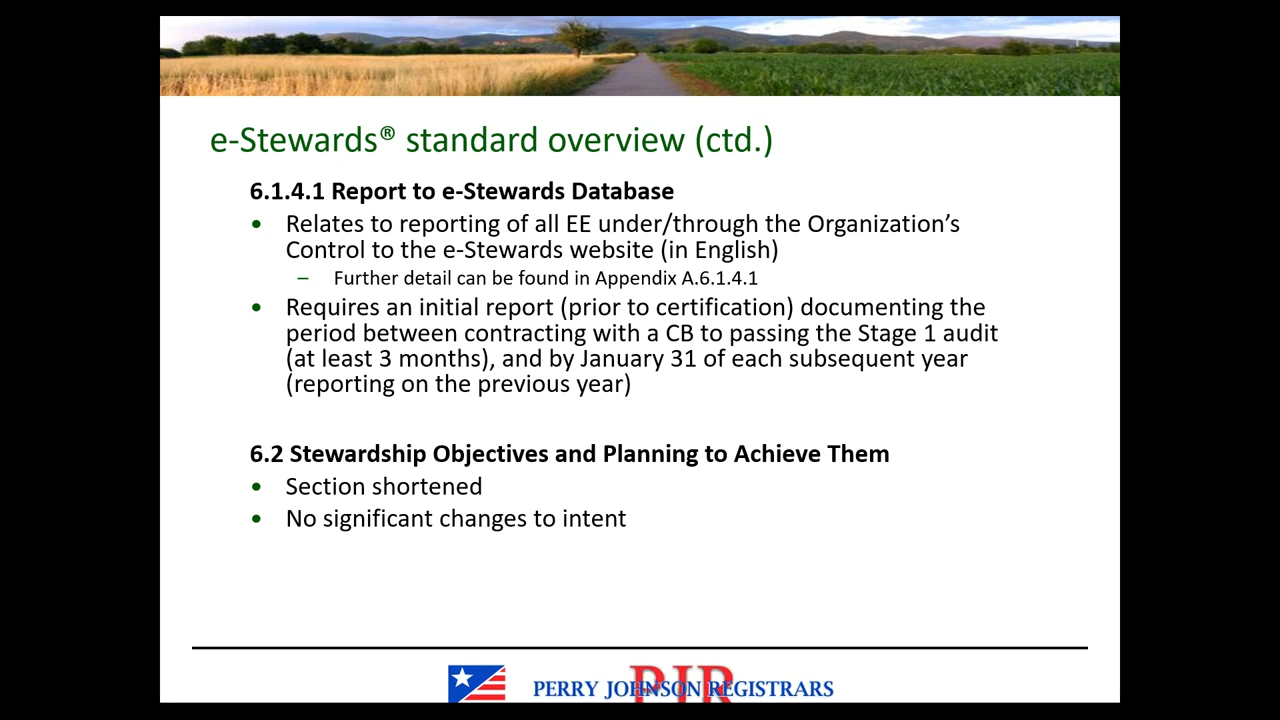 e-Stewards® standard overview (ctd.)
6.1.4.1 Report to e-Stewards Database
• Relates to reporting of all EE under/through the Organization’s
Control to the e-Stewards website (in English)
– Further detail can be found in Appendix A.6.1.4.1
• Requires an initial report (prior to certification) documenting the
period between contracting with a CB to passing the Stage 1 audit
(at least 3 months), and by January 31 of each subsequent year
(reporting on the previous year)
6.2 Stewardship Objectives and Planning to Achieve Them
• Section shortened
• No significant changes to intent
PJR
PERRY JOHNSON REGISTRARS